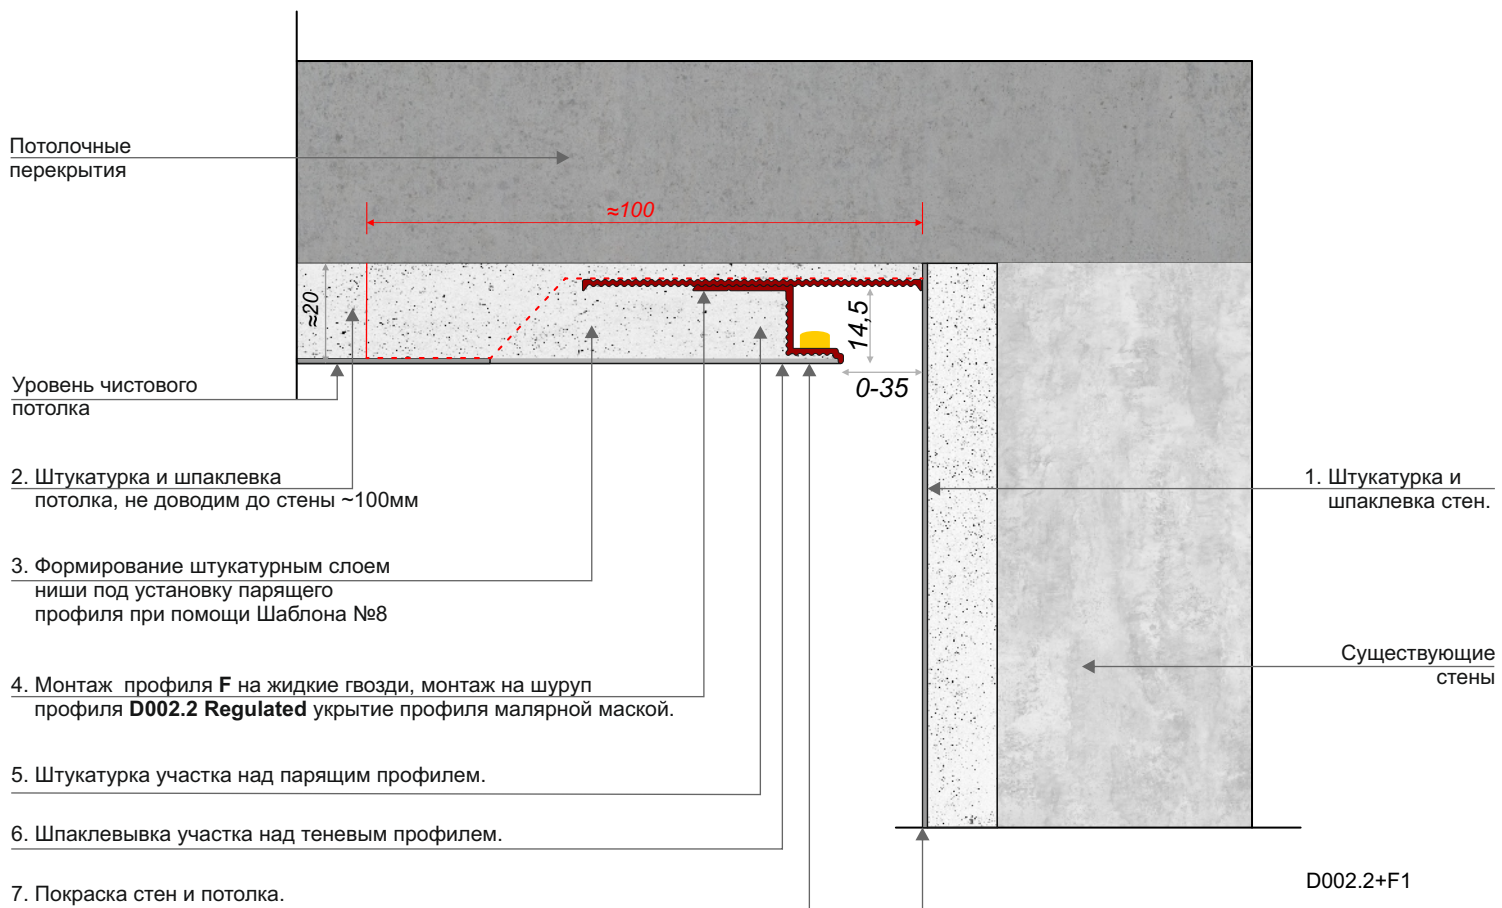 Потолочные
перекрытия
≈100
≈20
14,5
0-35
Уровень чистового
потолка
2. Штукатурка и шпаклевка
потолка, не доводим до стены ~100мм
1. Штукатурка и
шпаклевка стен.
3. Формирование штукатурным слоем
ниши под установку парящего
профиля при помощи Шаблона №8
Существующие
стены
4. Монтаж профиля F на жидкие гвозди, монтаж на шуруп
профиля D002.2 Regulated укрытие профиля малярной маской.
5. Штукатурка участка над парящим профилем.
6. Шпаклевывка участка над теневым профилем.
7. Покраска стен и потолка.
D002.2+F1